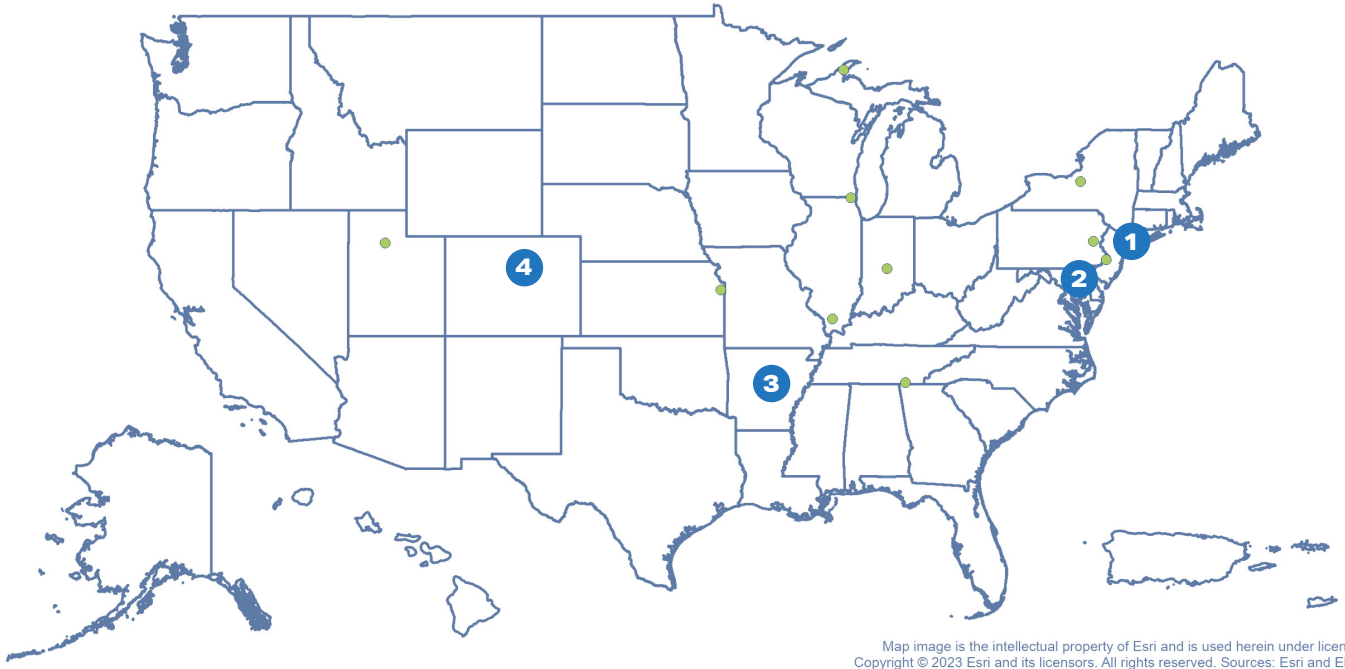 1
2
4
3
Map image is the intellectual property of Esri and is used herein under licen
Copyright © 2023 Esri and its licensors. All rights reserved. Sources: Esri and E